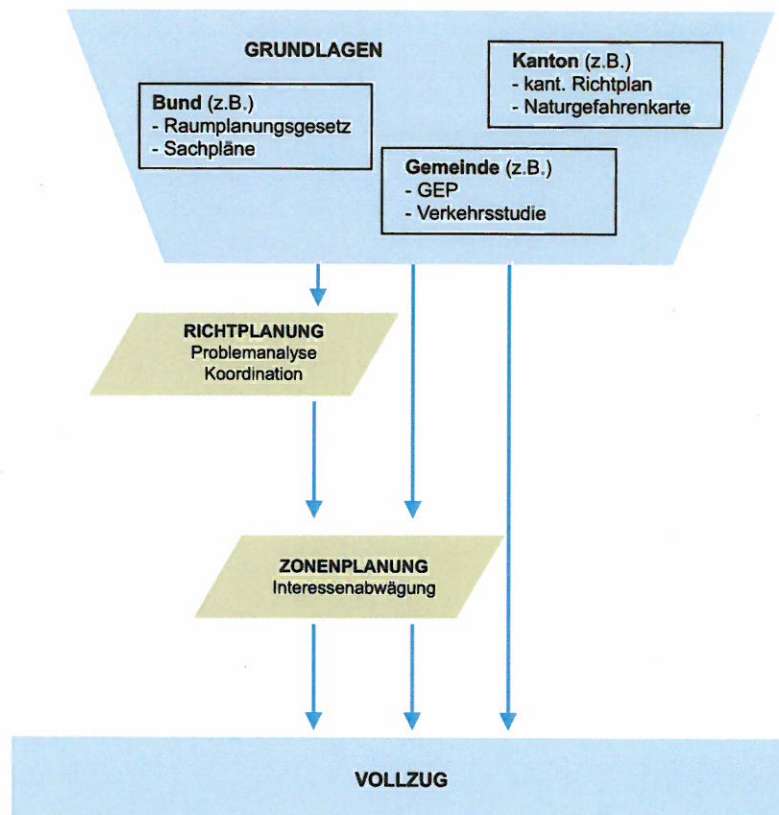 GRUNDLAGEN
Bund (z.B.)
- Raumplanungsgesetz
- Sachpläne
Kanton (z.B.)
- kant. Richtplan
- Naturgefahrenkarte
Gemeinde (z.B.)
- GEP
- Verkehrsstudie
RICHTPLANUNG
Problemanalyse
Koordination
ZONENPLANUNG
Interessenabwägung
VOLLZUG